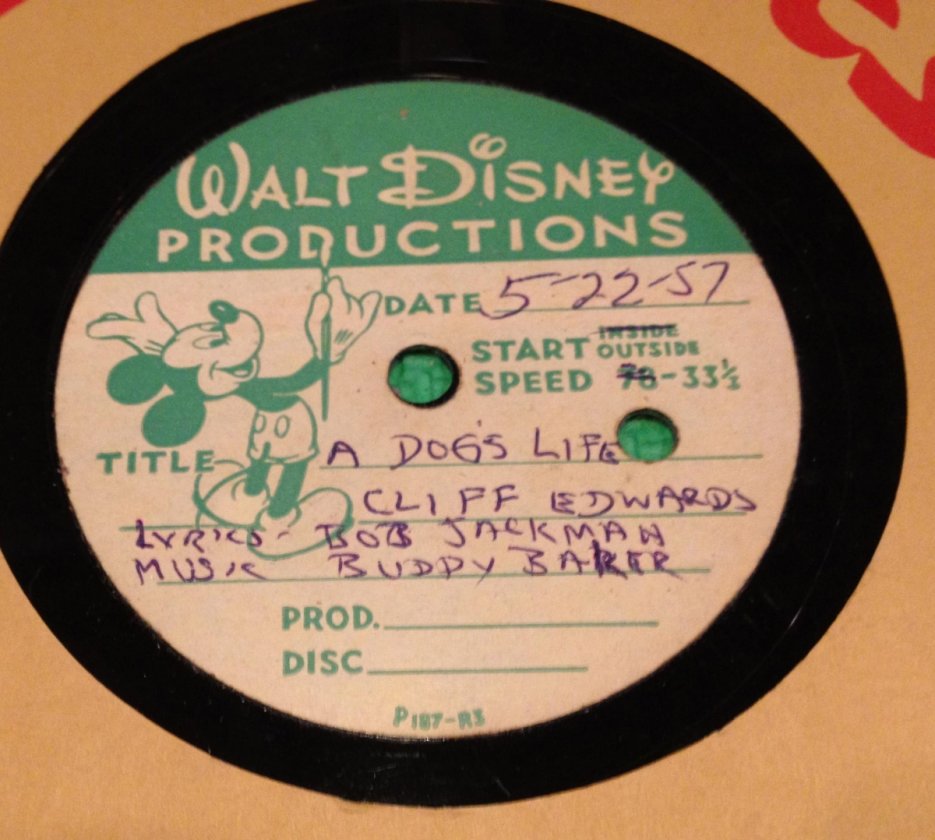 WALT DISNEY
PRODUCTIONS
DATE 5-22-57
START INSIDE OUTSIDE
SPEED 78-33⅓
TITLE A DOGS LIFE
CLIFF EDWARDS
LYRICS- BOB JACKMAN
MUSIC BUDDY BAKER
PROD.
DISC
P187-R3